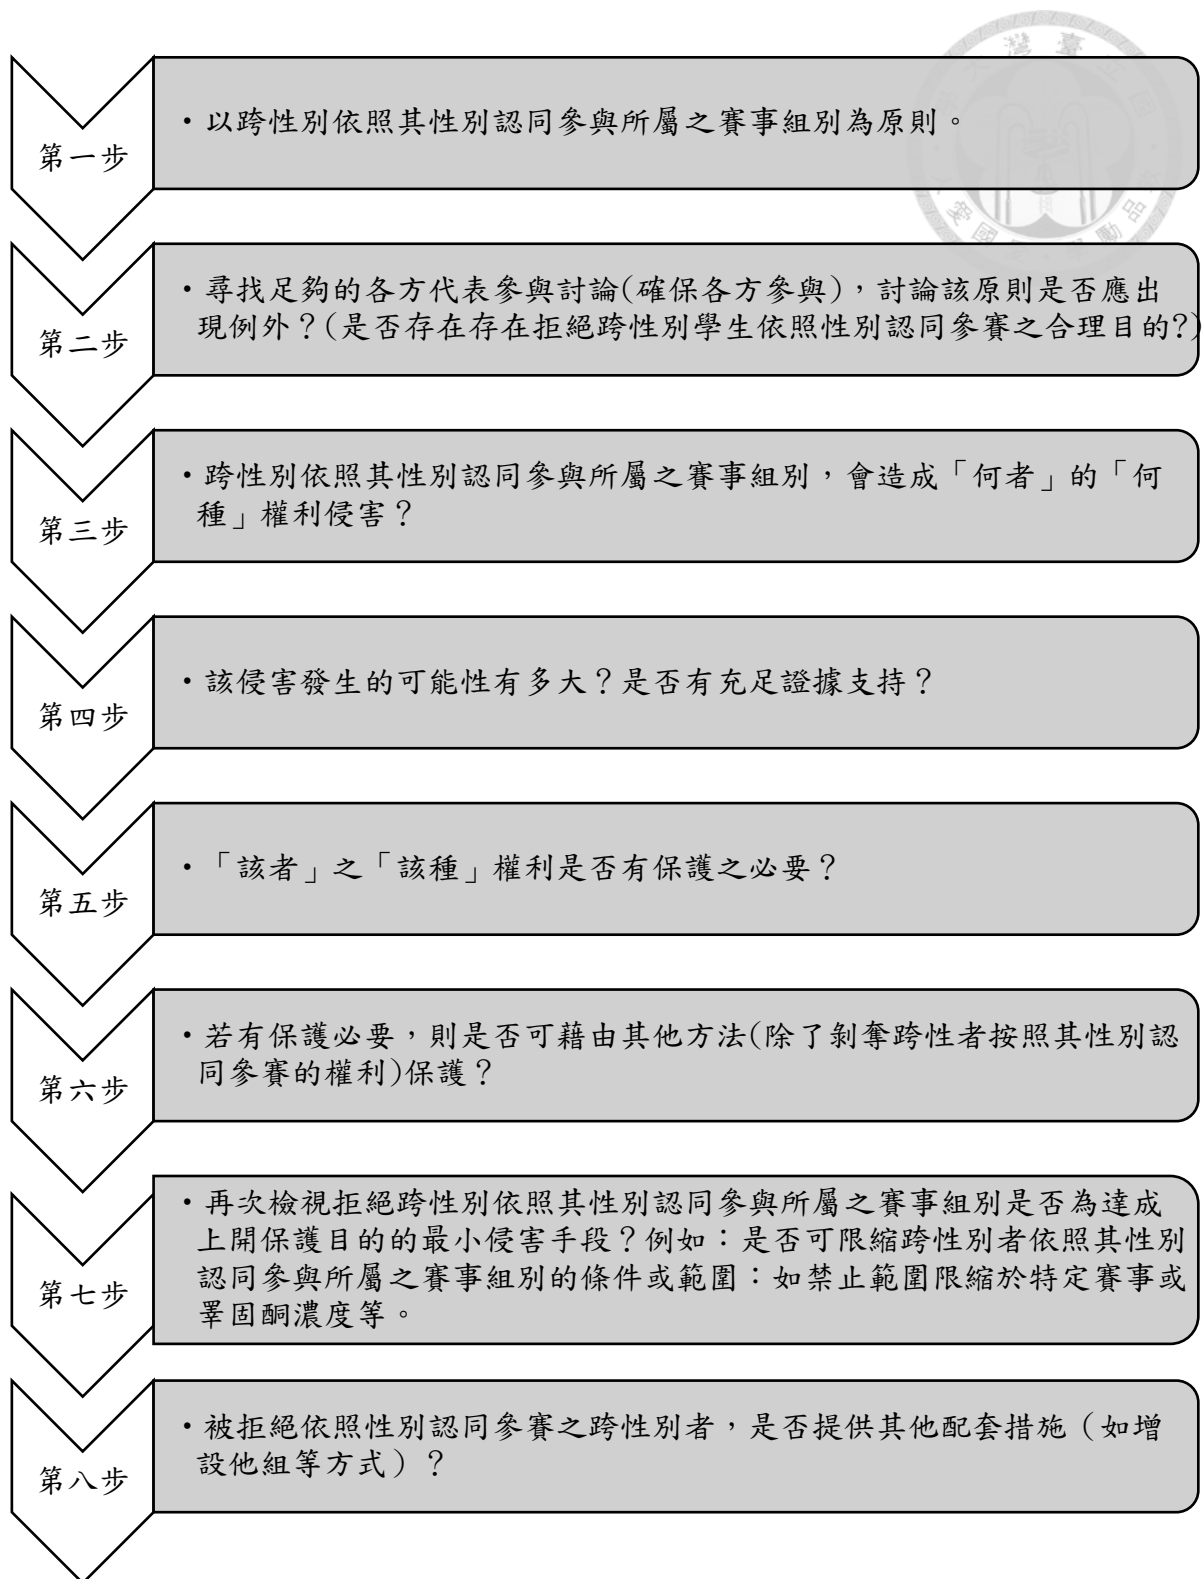 第一步
・以跨性別依照其性別認同參與所屬之賽事組別為原則。
第二步
・尋找足夠的各方代表參與討論(確保各方參與)，討論該原則是否應出
現例外？(是否存在存在拒絕跨性別學生依照性別認同參賽之合理目的?)
第三步
・跨性別依照其性別認同參與所屬之賽事組別，會造成「何者」的「何
種」權利侵害？
第四步
・該侵害發生的可能性有多大？是否有充足證據支持？
第五步
・「該者」之「該種」權利是否有保護之必要？
第六步
・若有保護必要，則是否可藉由其他方法(除了剝奪跨性者按照其性別認
同參賽的權利)保護？
第七步
・再次檢視拒絕跨性別依照其性別認同參與所屬之賽事組別是否為達成
上開保護目的的最小侵害手段？例如：是否可限縮跨性別者依照其性別
認同參與所屬之賽事組別的條件或範圍：如禁止範圍限縮於特定賽事或
睪固酮濃度等。
第八步
・被拒絕依照性別認同參賽之跨性別者，是否提供其他配套措施（如增
設他組等方式）？